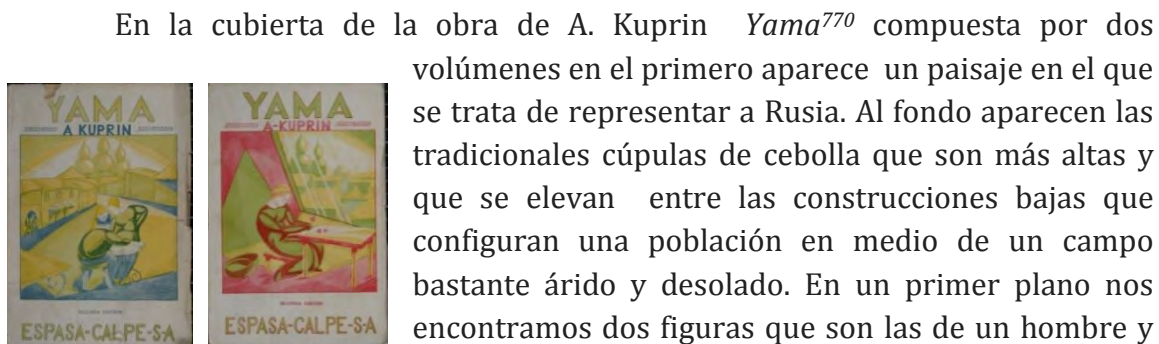 En la cubierta de la obra de A. Kuprin Yama770 compuesta por dos
volúmenes en el primero aparece un paisaje en el que
se trata de representar a Rusia. Al fondo aparecen las
tradicionales cúpulas de cebolla que son más altas y
que se elevan entre las construcciones bajas que
configuran una población en medio de un campo
bastante árido y desolado. En un primer plano nos
encontramos dos figuras que son las de un hombre y
YAMA
A KUPRIN
ESPASA-CALPE-S.A
YAMA
A-KUPRIN
ESPASA-CALPE-S-A